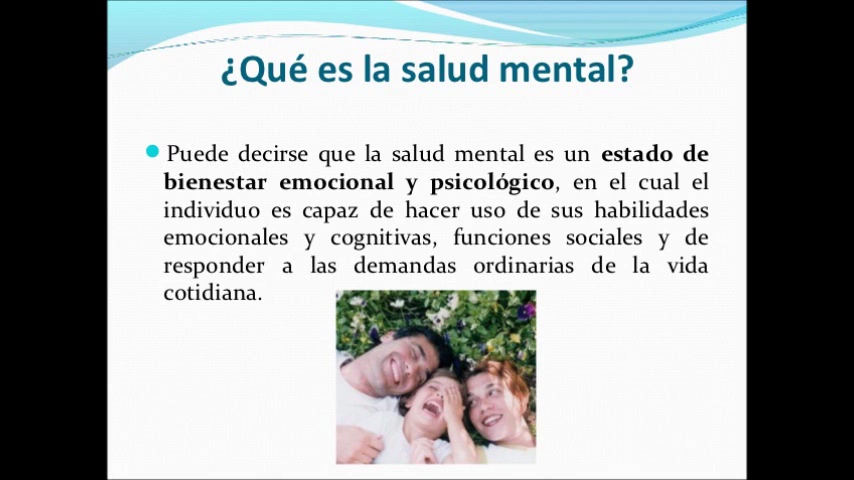 ¿Qué es la salud mental?
Puede decirse que la salud mental es un estado de
bienestar emocional y psicológico, en el cual el
individuo es capaz de hacer uso de sus habilidades
emocionales y cognitivas, funciones sociales y de
responder a las demandas ordinarias de la vida
cotidiana.